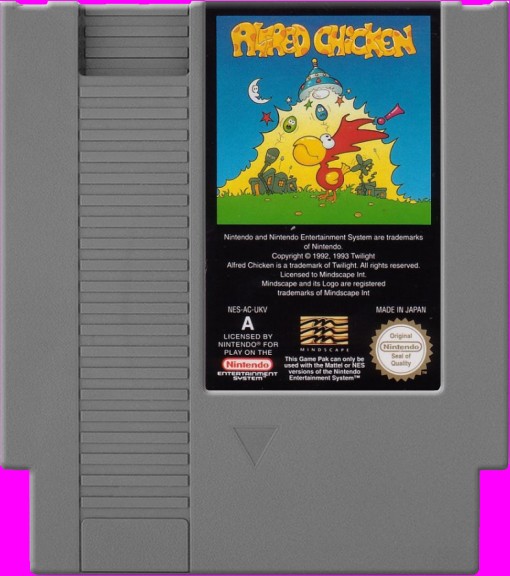 ALFRED CHICKEN
Nintendo and Nintendo Entertainment System are trademarks
of Nintendo.
Copyright © 1992, 1993 Twilight
Alfred Chicken is a trademark of Twilight. All rights reserved.
Licensed to Mindscape Int
Mindscape and its Logo are registered
trademarks of Mindscape Int
NES-AC-UKV
A
LICENSED BY
NINTENDO® FOR
PLAY ON THE
Nintendo
ENTERTAINMENT
SYSTEM™
MINDSCAPE
This Game Pak can only be
used with the Mattel or NES
versions of the Nintendo
Entertainment System™
MADE IN JAPAN
Original
Nintendo
Seal of
Quality